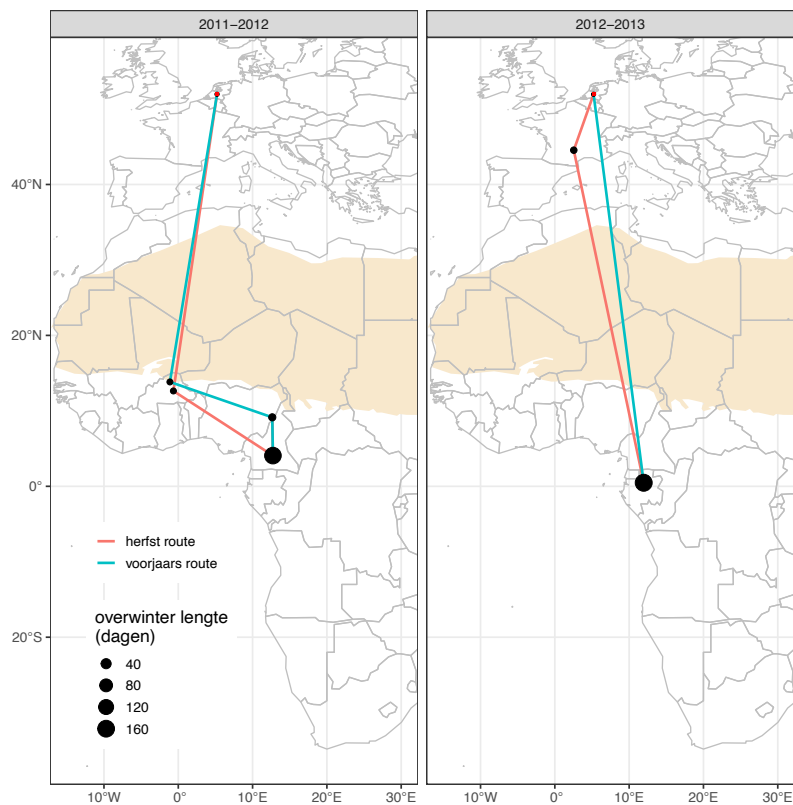 2011−2012
2012−2013
40°N
20°N
0°
20°S
herfst route
voorjaars route
overwinter lengte
(dagen)
40
80
120
160
10°W
0°
10°E
20°E
30°E
10°W
0°
10°E
20°E
30°E